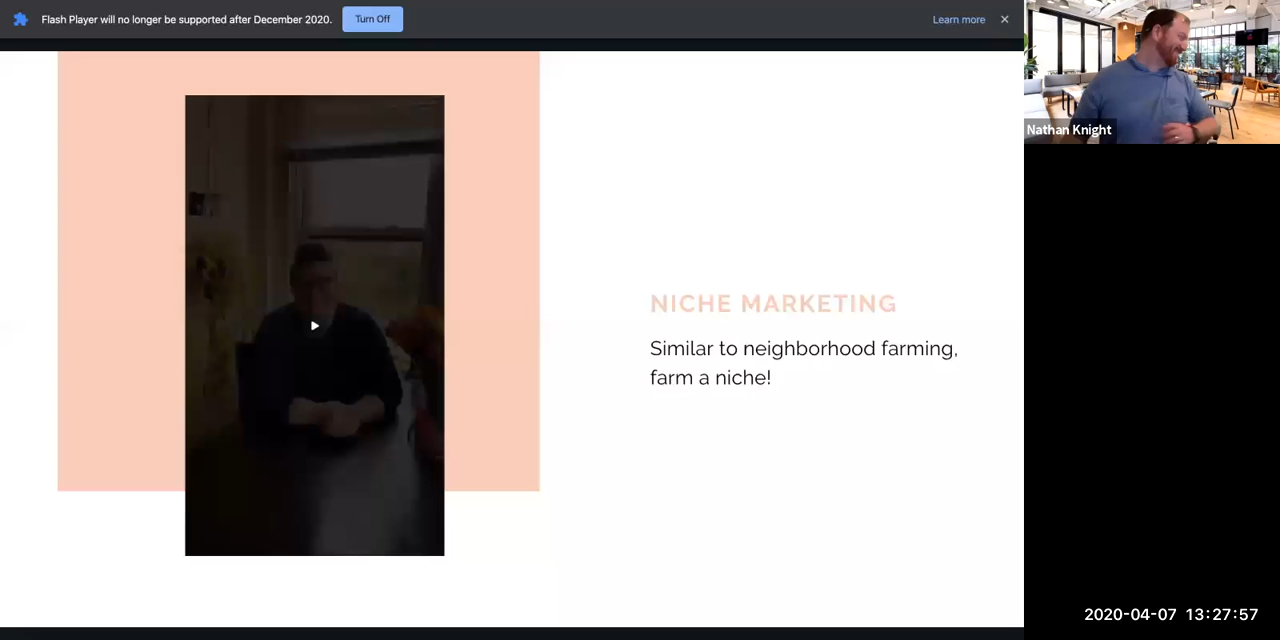 Flash Player will no longer be supported after December 2020.
Turn Off
Learn more
Nathan Knight
NICHE MARKETING
Similar to neighborhood farming,
farm a niche!
2020-04-07 13:27:57